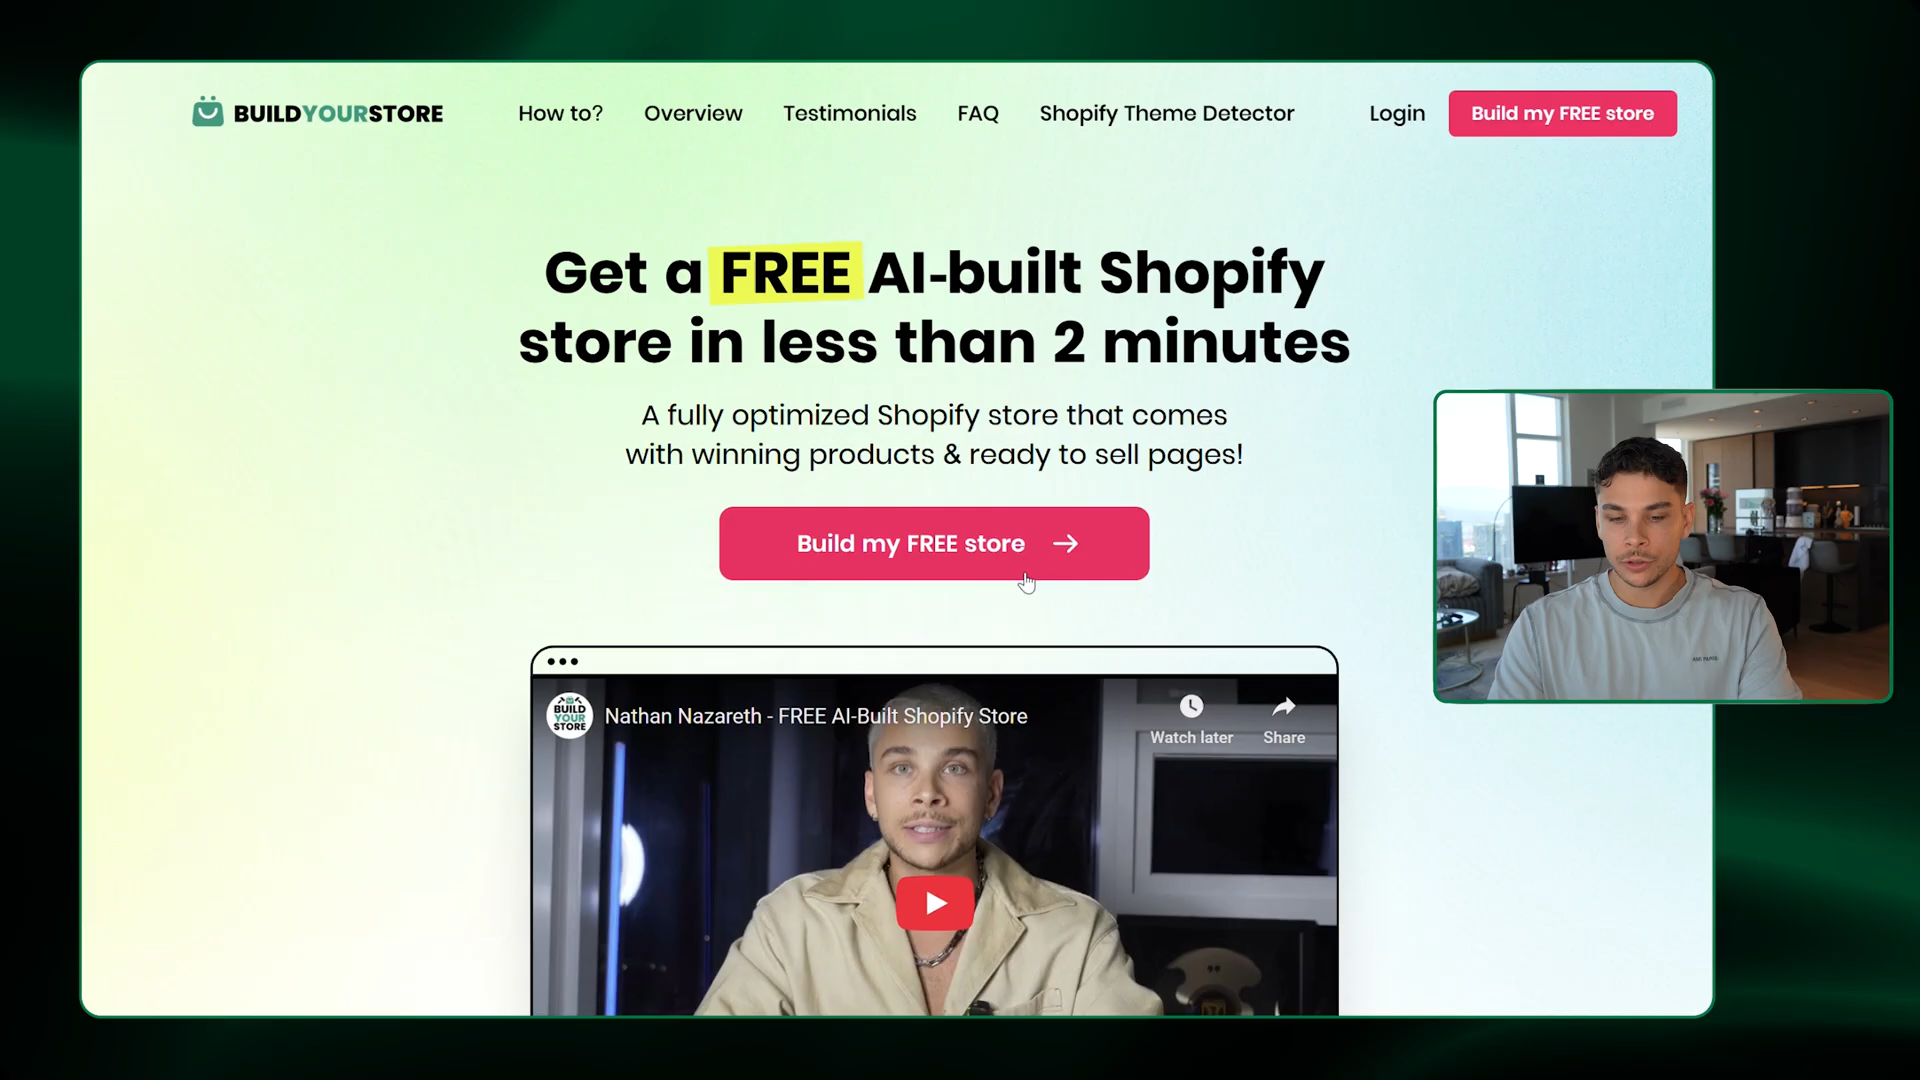 BUILDYOURSTORE
How to?
Overview
Testimonials
FAQ
Shopify Theme Detector
Login
Build my FREE store
Get a FREE AI-built Shopify
store in less than 2 minutes
A fully optimized Shopify store that comes
with winning products & ready to sell pages!
Build my FREE store →
BUILD
YOUR
STORE
Nathan Nazareth - FREE AI-Built Shopify Store
Watch later
Share
AMI PARIS